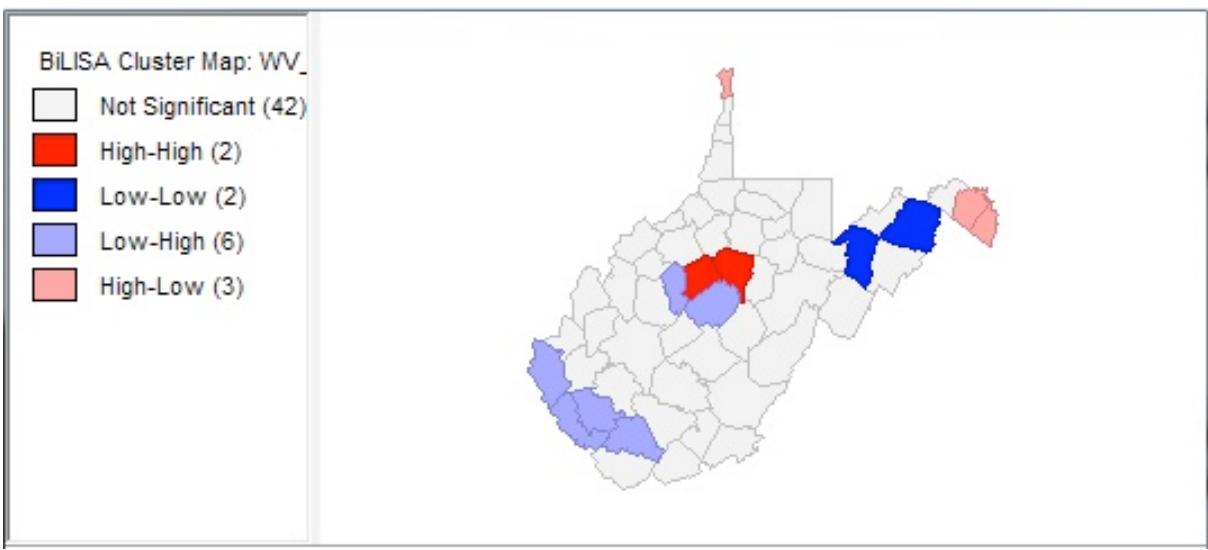 BiLISA Cluster Map: WV_
Not Significant (42)
High-High (2)
Low-Low (2)
Low-High (6)
High-Low (3)